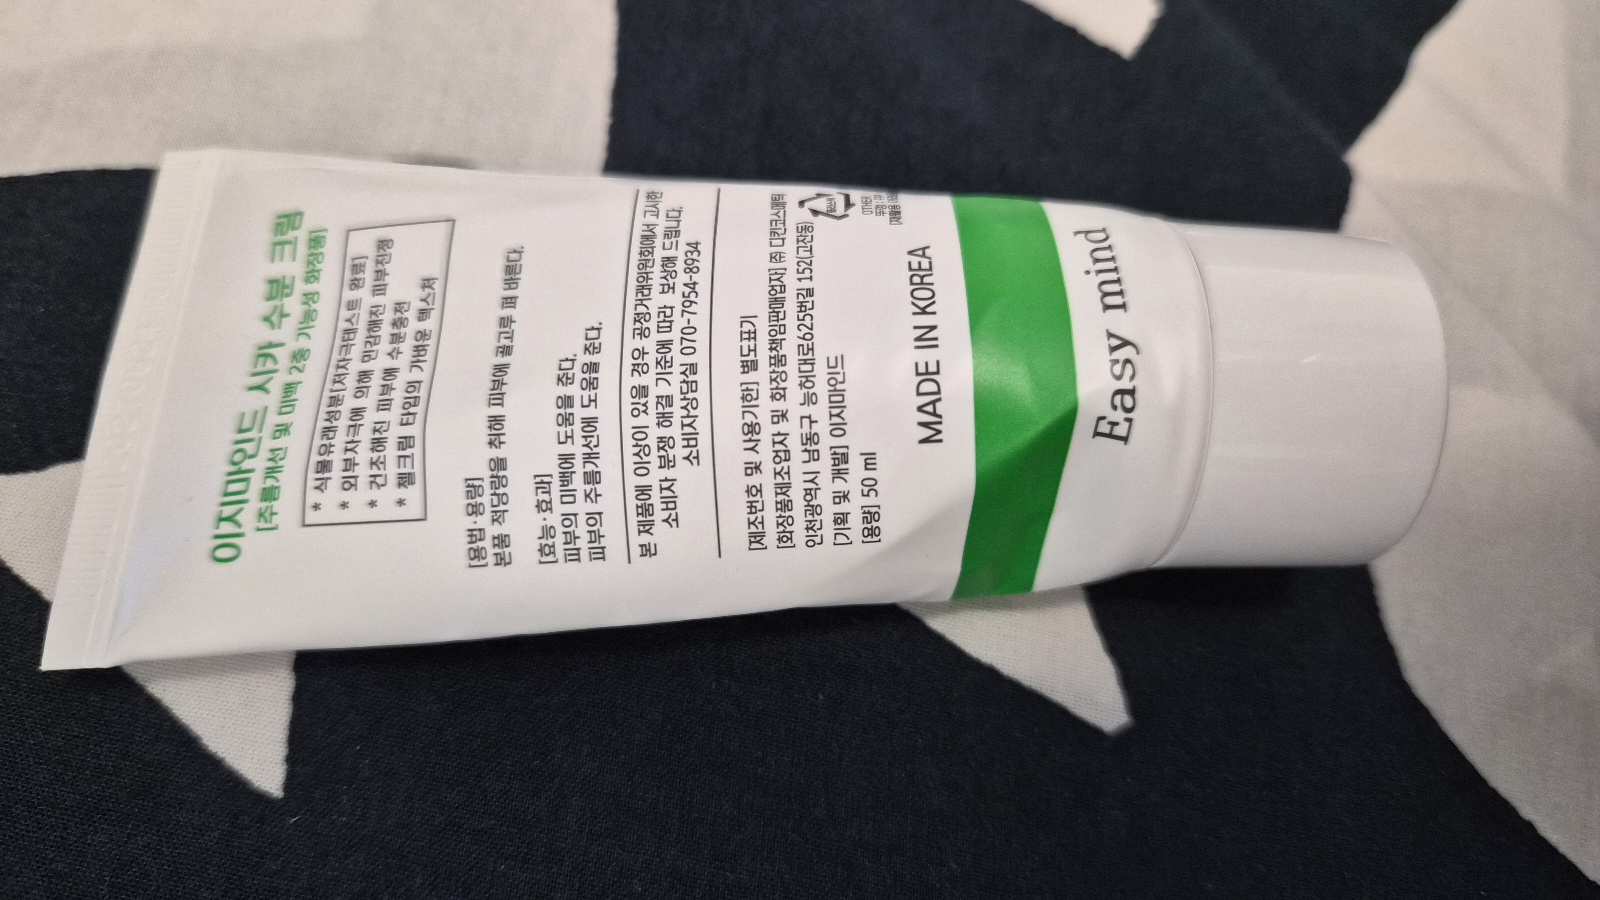 이지마인드 시카 수분 크림
[주름개선 및 미백 2중 기능성 화장품]
* 식물유래성분[저자극테스트 완료]
* 외부자극에 의해 민감해진 피부진정
* 건조해진 피부에 수분충전
* 젤크림 타입의 가벼운 텍스처
[용법·용량]
본품 적당량을 취해 피부에 골고루 펴 바른다.
[효능·효과]
피부의 미백에 도움을 준다.
피부의 주름개선에 도움을 준다.
본 제품에 이상이 있을 경우 공정거래위원회에서 고시한
소비자 분쟁 해결 기준에 따라 보상해 드립니다.
소비자상담실 070-7954-8934
[제조번호 및 사용기한] 별도표기
[화장품제조업자 및 화장품책임판매업자] ㈜ 디킨코스메틱
인천광역시 남동구 능허대로625번길 152(고잔동)
[기획 및 개발] 이지마인드
[용량] 50 ml
OTHER
MADE IN KOREA
Easy mind